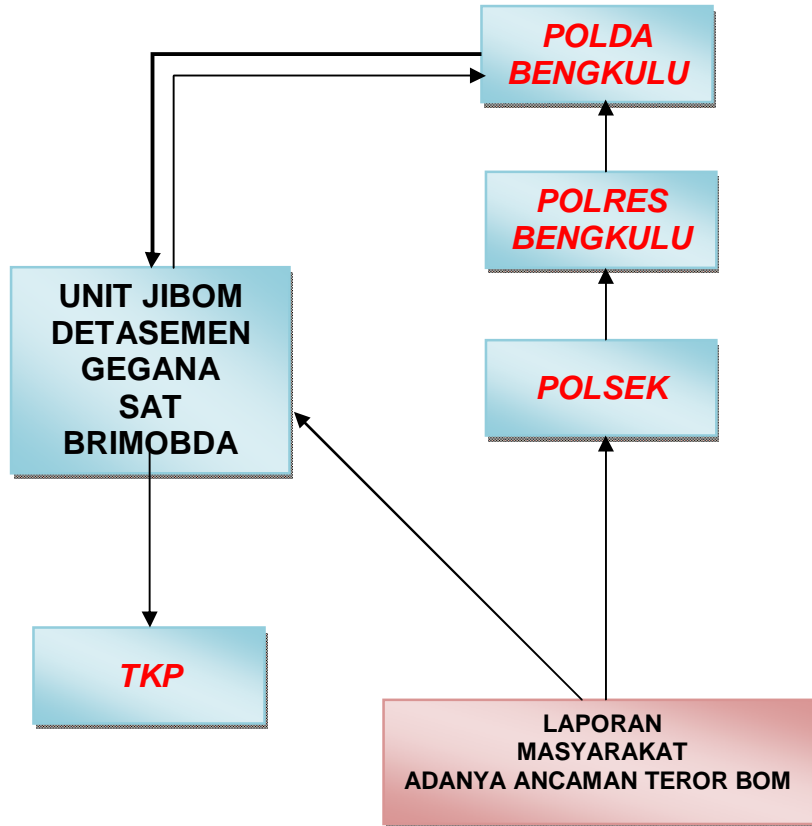 POLDA
BENGKULU
POLRES
BENGKULU
UNIT JIBOM
DETASEMEN
GEGANA
SAT
BRIMOBDA
POLSEK
TKP
LAPORAN
MASYARAKAT
ADANYA ANCAMAN TEROR BOM